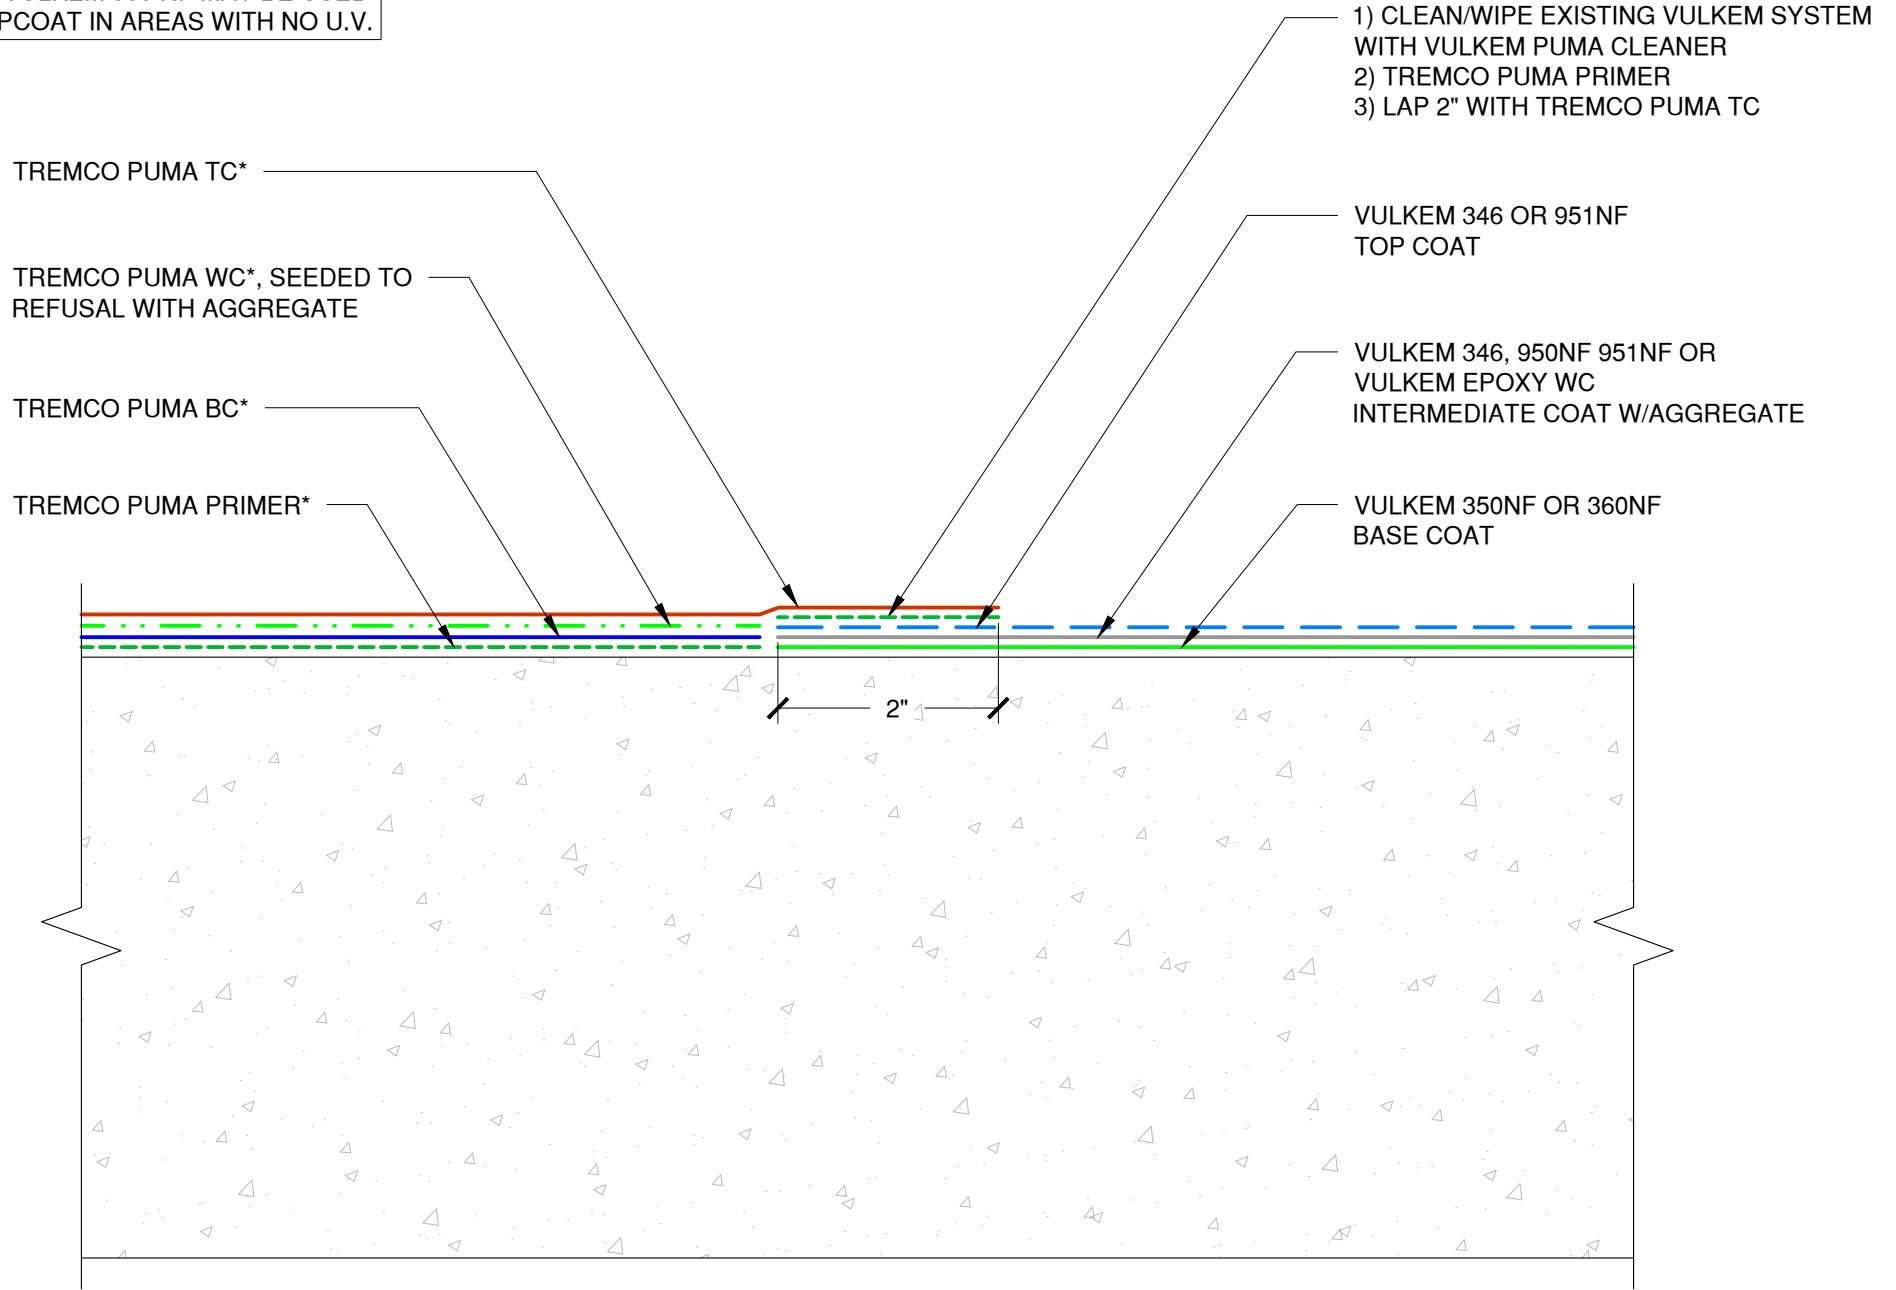 PCOAT IN AREAS WITH NO U.V.
1) CLEAN/WIPE EXISTING VULKEM SYSTEM
WITH VULKEM PUMA CLEANER
2) TREMCO PUMA PRIMER
3) LAP 2" WITH TREMCO PUMA TC
TREMCO PUMA TC*
VULKEM 346 OR 951NF
TOP COAT
TREMCO PUMA WC*, SEEDED TO
REFUSAL WITH AGGREGATE
VULKEM 346, 950NF 951NF OR
VULKEM EPOXY WC
INTERMEDIATE COAT W/AGGREGATE
TREMCO PUMA BC*
TREMCO PUMA PRIMER*
VULKEM 350NF OR 360NF
BASE COAT
2"